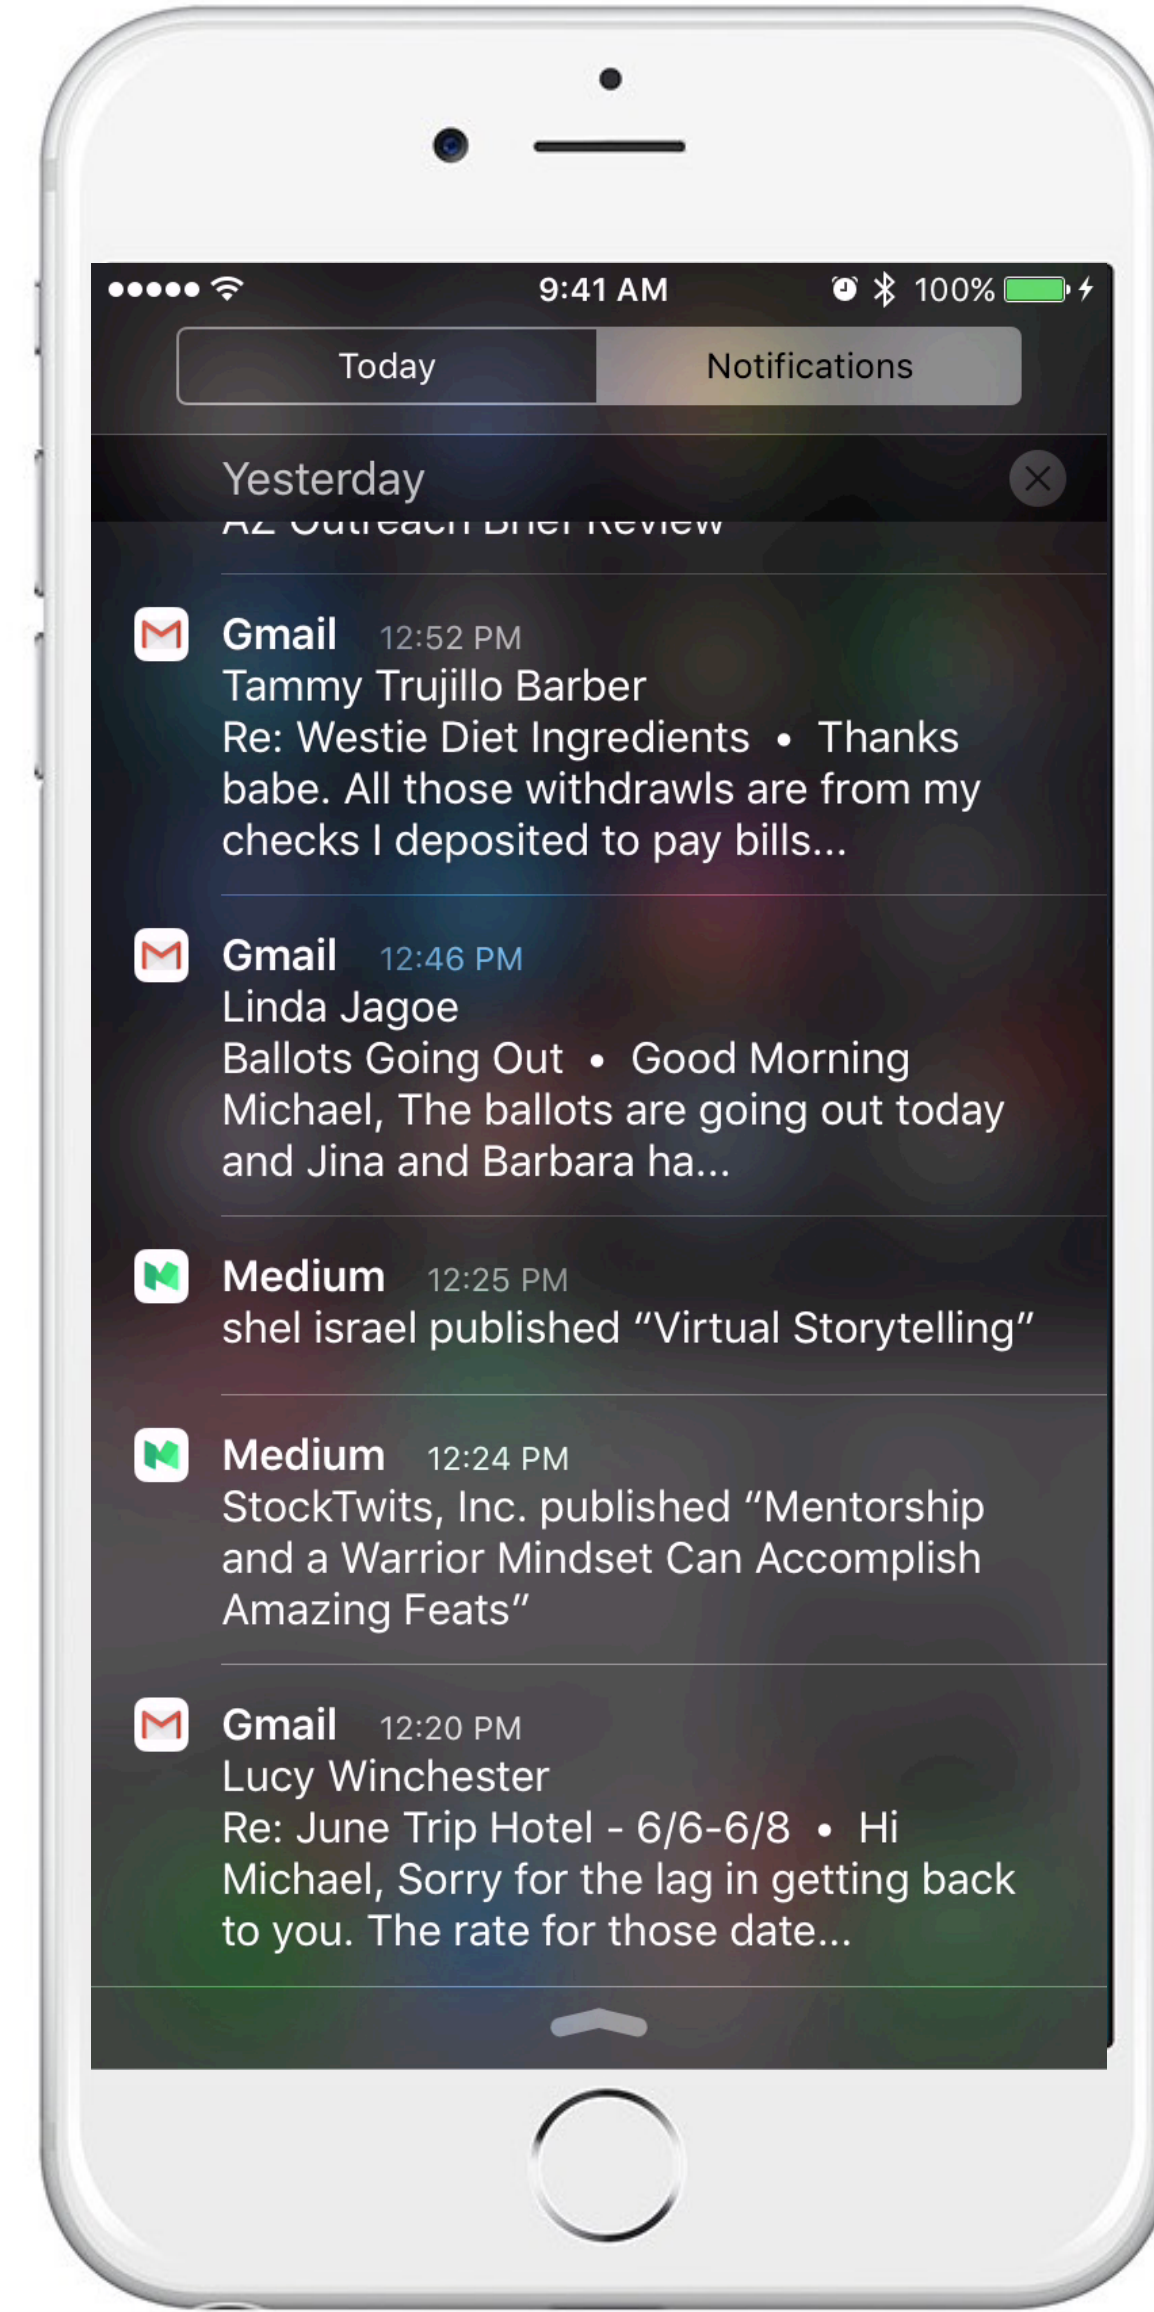 9:41 AM 100%
Today Notifications
Yesterday
AZ Outreach Brief Review
Gmail 12:52 PM
Tammy Trujillo Barber
Re: Westie Diet Ingredients • Thanks
babe. All those withdrawls are from my
checks I deposited to pay bills...
Gmail 12:46 PM
Linda Jagoe
Ballots Going Out • Good Morning
Michael, The ballots are going out today
and Jina and Barbara ha...
Medium 12:25 PM
shel israel published “Virtual Storytelling”
Medium 12:24 PM
StockTwits, Inc. published “Mentorship
and a Warrior Mindset Can Accomplish
Amazing Feats”
Gmail 12:20 PM
Lucy Winchester
Re: June Trip Hotel - 6/6-6/8 • Hi
Michael, Sorry for the lag in getting back
to you. The rate for those date...